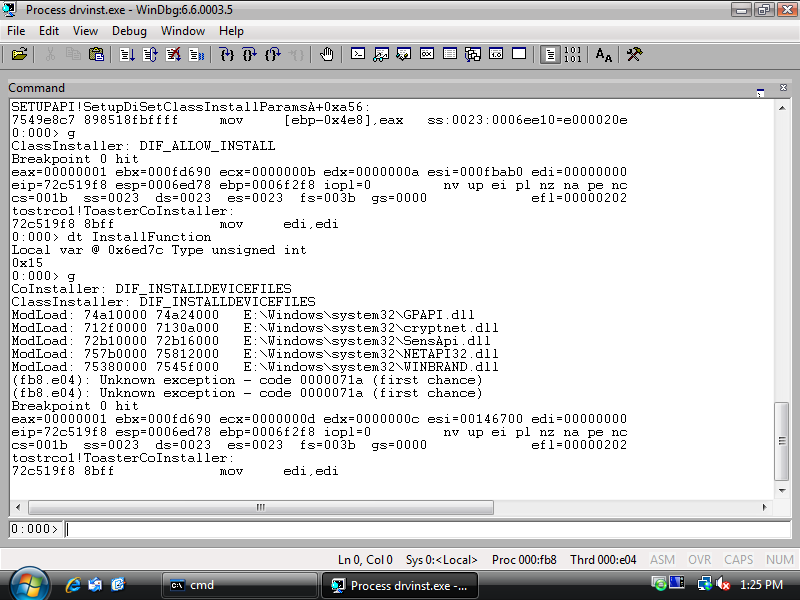 Process drvinst.exe - WinDbg:6.6.0003.5
File Edit View Debug Window Help
Command
SETUPAPI!SetupDiSetClassInstallParamsA+0xa56:
7549e8c7 898518fbffff    mov     [ebp-0x4e8],eax   ss:0023:0006ee10=e000020e
0:000> g
ClassInstaller: DIF_ALLOW_INSTALL
Breakpoint 0 hit
eax=00000001 ebx=000fd690 ecx=0000000b edx=0000000a esi=000fbab0 edi=00000000
eip=72c519f8 esp=0006ed78 ebp=0006f2f8 iopl=0         nv up ei pl nz na pe nc
cs=001b  ss=0023  ds=0023  es=0023  fs=003b  gs=0000             efl=00000202
tostrco1!ToasterCoInstaller:
72c519f8 8bff            mov     edi,edi
0:000> dt InstallFunction
Local var @ 0x6ed7c Type unsigned int
0x15
0:000> g
CoInstaller: DIF_INSTALLDEVICEFILES
ClassInstaller: DIF_INSTALLDEVICEFILES
ModLoad: 74a10000 74a24000   E:\Windows\system32\GPAPI.dll
ModLoad: 712f0000 7130a000   E:\Windows\system32\cryptnet.dll
ModLoad: 72b10000 72b16000   E:\Windows\system32\SensApi.dll
ModLoad: 757b0000 75812000   E:\Windows\system32\NETAPI32.dll
ModLoad: 75380000 7545f000   E:\Windows\system32\WINBRAND.dll
(fb8.e04): Unknown exception - code 0000071a (first chance)
(fb8.e04): Unknown exception - code 0000071a (first chance)
Breakpoint 0 hit
eax=00000001 ebx=000fd690 ecx=0000000d edx=0000000c esi=00146700 edi=00000000
eip=72c519f8 esp=0006ed78 ebp=0006f2f8 iopl=0         nv up ei pl nz na pe nc
cs=001b  ss=0023  ds=0023  es=0023  fs=003b  gs=0000             efl=00000202
tostrco1!ToasterCoInstaller:
72c519f8 8bff            mov     edi,edi
0:000>
Ln 0, Col 0 Sys 0:<Local> Proc 000:fb8 Thrd 000:e04 ASM OVR CAPS NUM
cmd Process drvinst.exe -... 1:25 PM